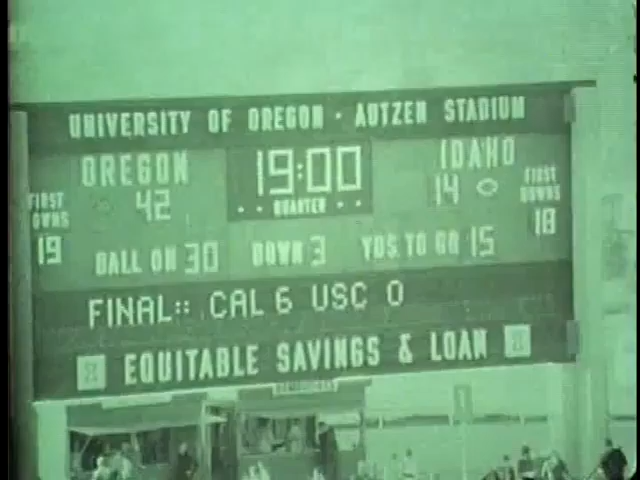 UNIVERSITY OF OREGON · AUTZEN STADIUM
OREGON 19:00 IDAHO
42 QUARTER 14
FIRST DOWNS 19
FIRST DOWNS 18
BALL ON 30 DOWN 3 YDS. TO GO 15
FINAL:: CAL 6 USC 0
EQUITABLE SAVINGS & LOAN